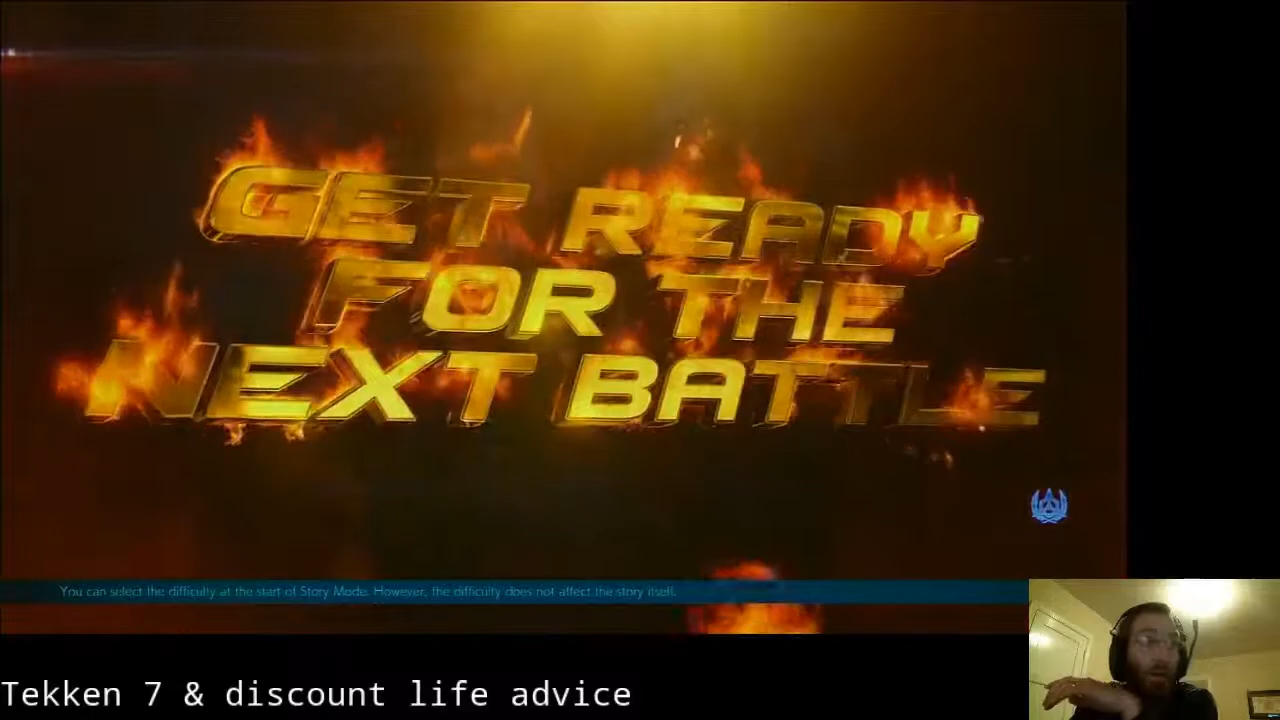 GET READY
FOR THE
NEXT BATTLE
You can select the difficulty at the start of Story Mode. However, the difficulty does not affect the story itself.
Tekken 7 & discount life advice